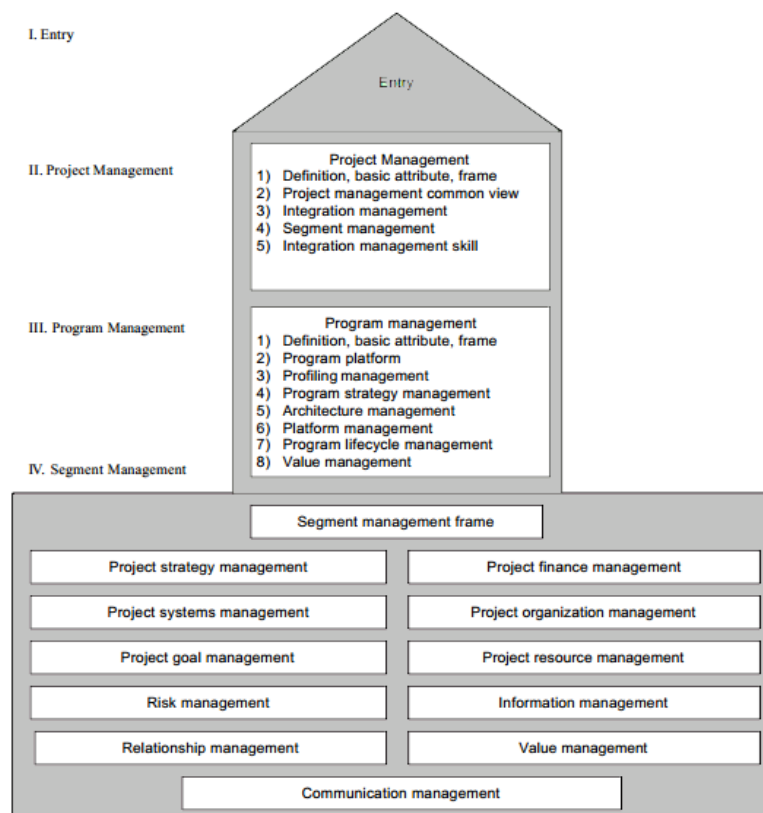 I. Entry
Entry
II. Project Management
Project Management
1) Definition, basic attribute, frame
2) Project management common view
3) Integration management
4) Segment management
5) Integration management skill
III. Program Management
Program management
1) Definition, basic attribute, frame
2) Program platform
3) Profiling management
4) Program strategy management
5) Architecture management
6) Platform management
7) Program lifecycle management
8) Value management
IV. Segment Management
Segment management frame
Project strategy management
Project finance management
Project systems management
Project organization management
Project goal management
Project resource management
Risk management
Information management
Relationship management
Value management
Communication management